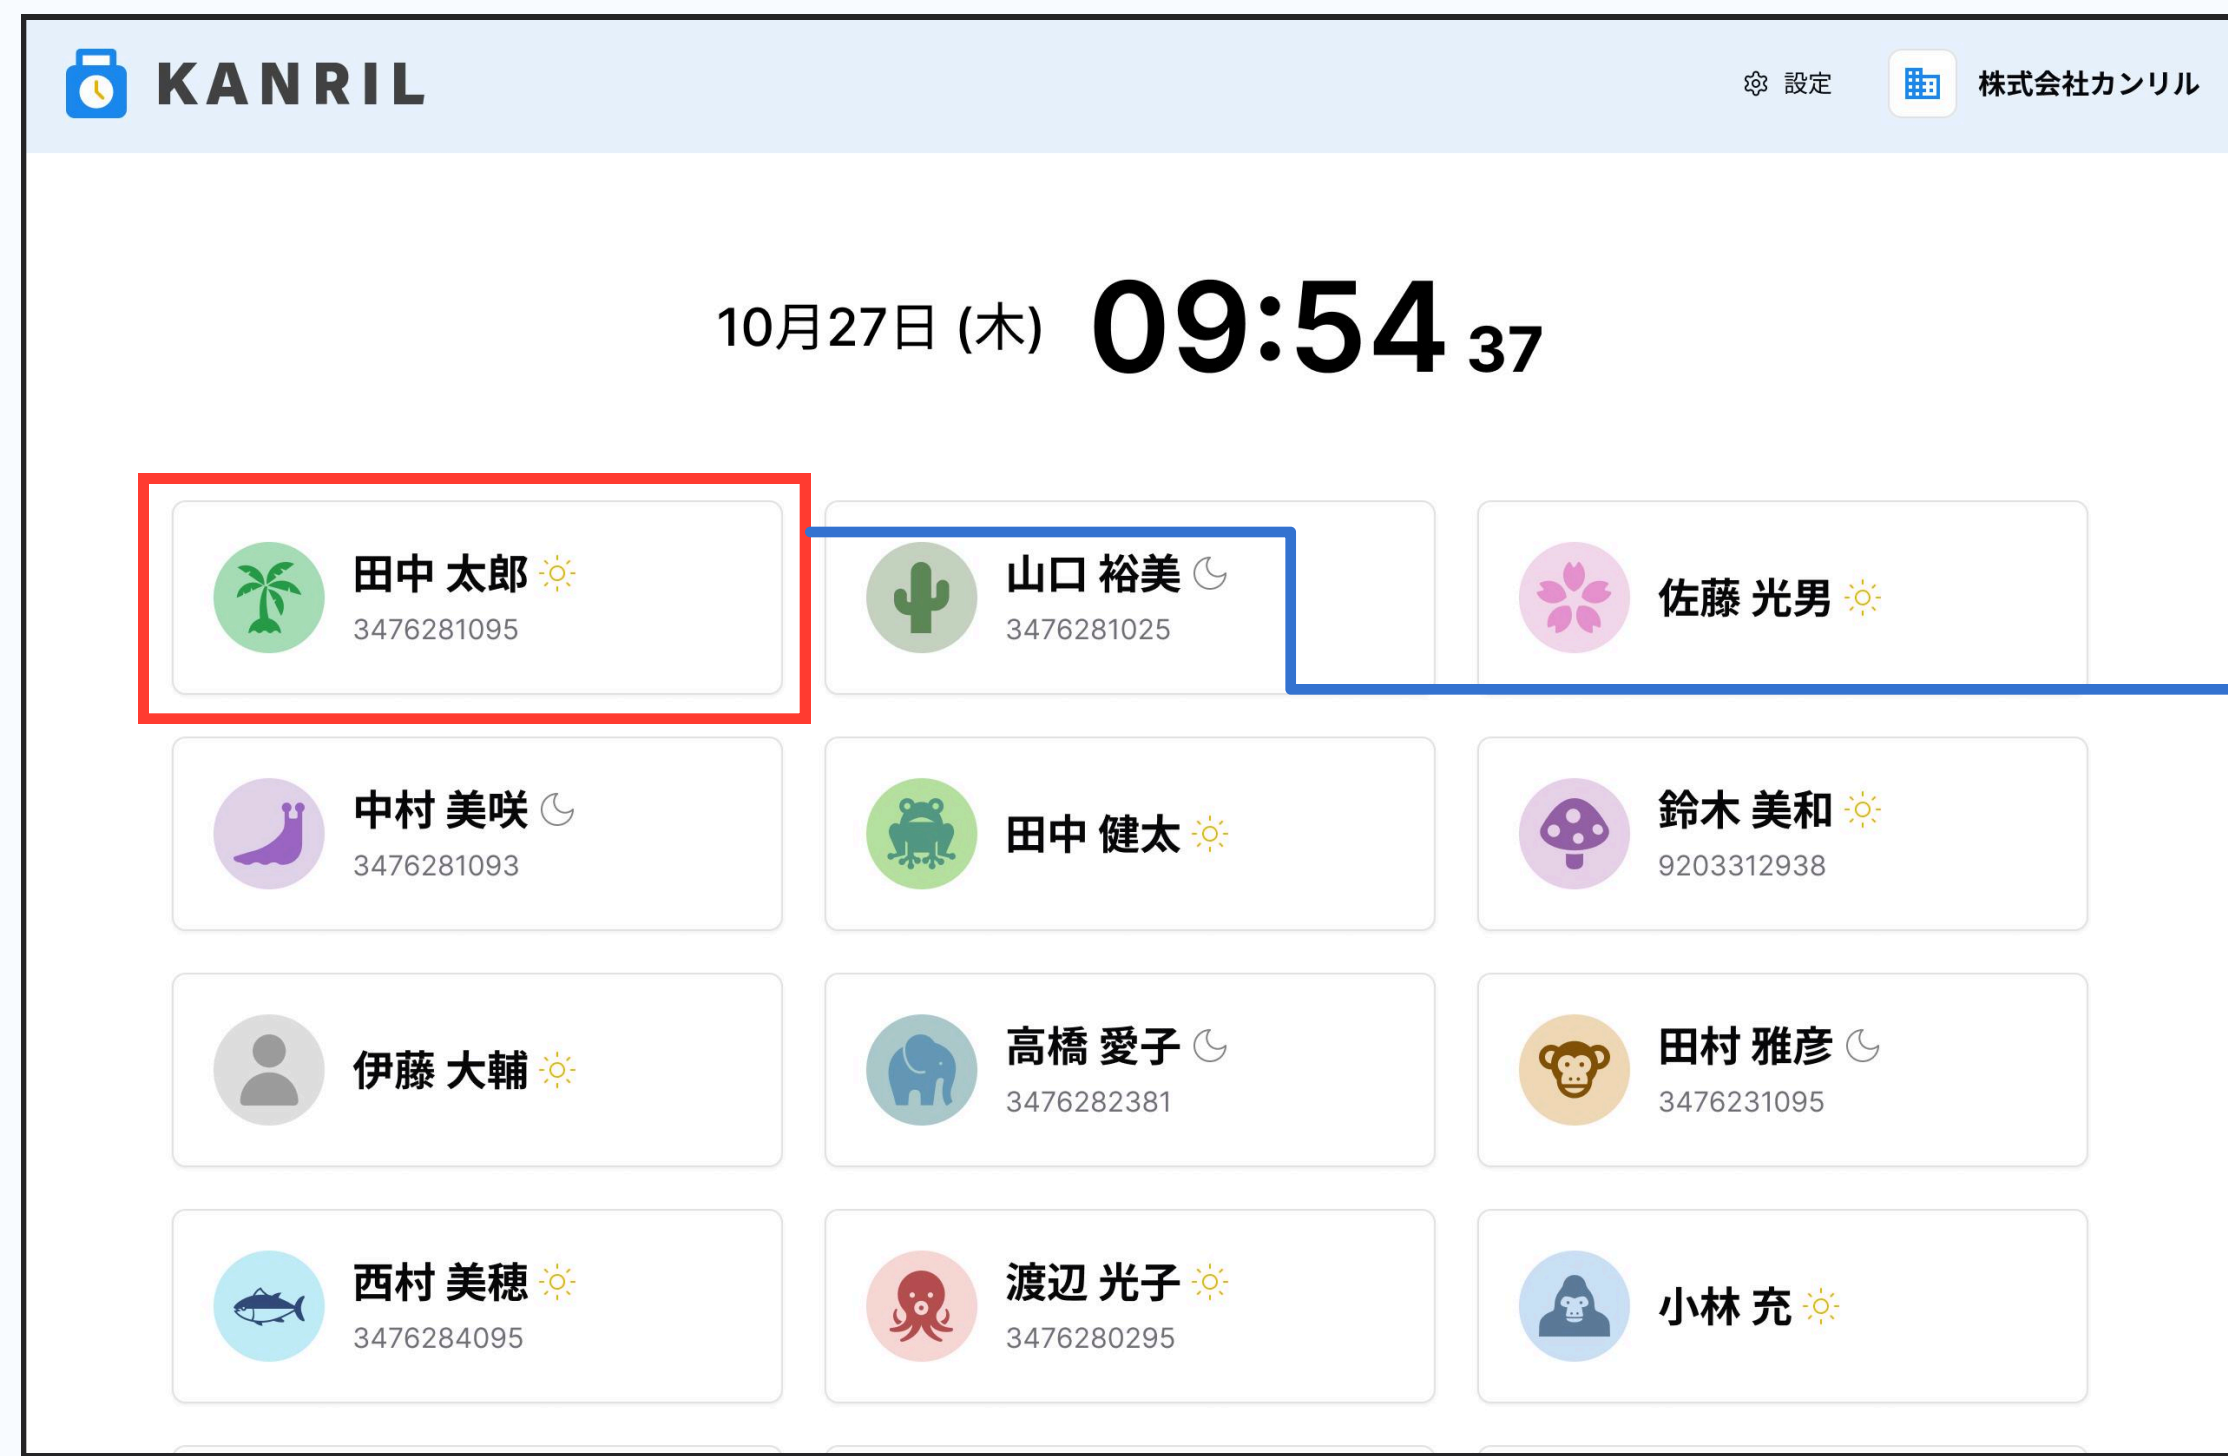 KANRIL
設定
株式会社カンリル
10月27日 (木) 09:54 37
田中 太郎
3476281095
山口 裕美
3476281025
佐藤 光男
中村 美咲
3476281093
田中 健太
鈴木 美和
9203312938
伊藤 大輔
高橋 愛子
3476282381
田村 雅彦
3476231095
西村 美穂
3476284095
渡辺 光子
3476280295
小林 充